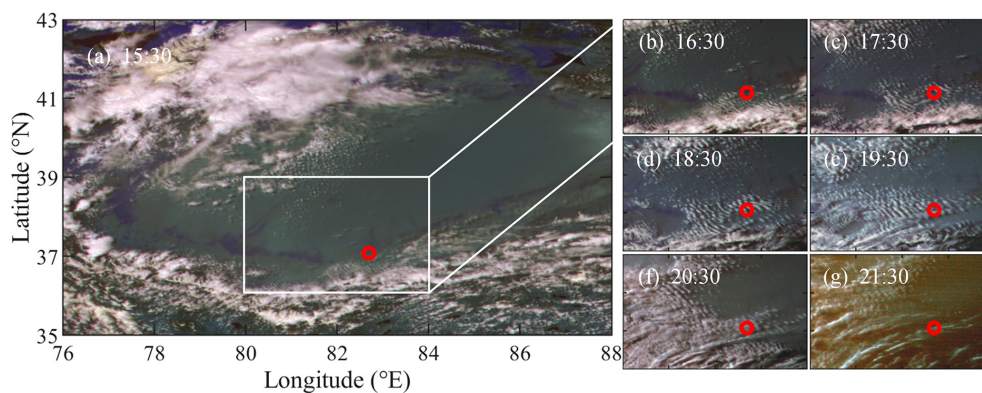 (a) 15:30
43
41
39
37
35
Latitude (°N)
76
78
80
82
84
86
88
Longitude (°E)
(b) 16:30
(c) 17:30
(d) 18:30
(e) 19:30
(f) 20:30
(g) 21:30